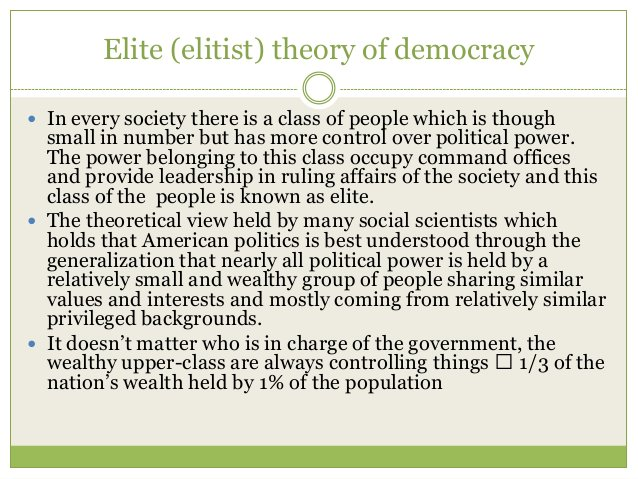 Elite (elitist) theory of democracy
• In every society there is a class of people which is though
small in number but has more control over political power.
The power belonging to this class occupy command offices
and provide leadership in ruling affairs of the society and this
class of the  people is known as elite.
• The theoretical view held by many social scientists which
holds that American politics is best understood through the
generalization that nearly all political power is held by a
relatively small and wealthy group of people sharing similar
values and interests and mostly coming from relatively similar
privileged backgrounds.
• It doesn’t matter who is in charge of the government, the
wealthy upper-class are always controlling things □ 1/3 of the
nation’s wealth held by 1% of the population